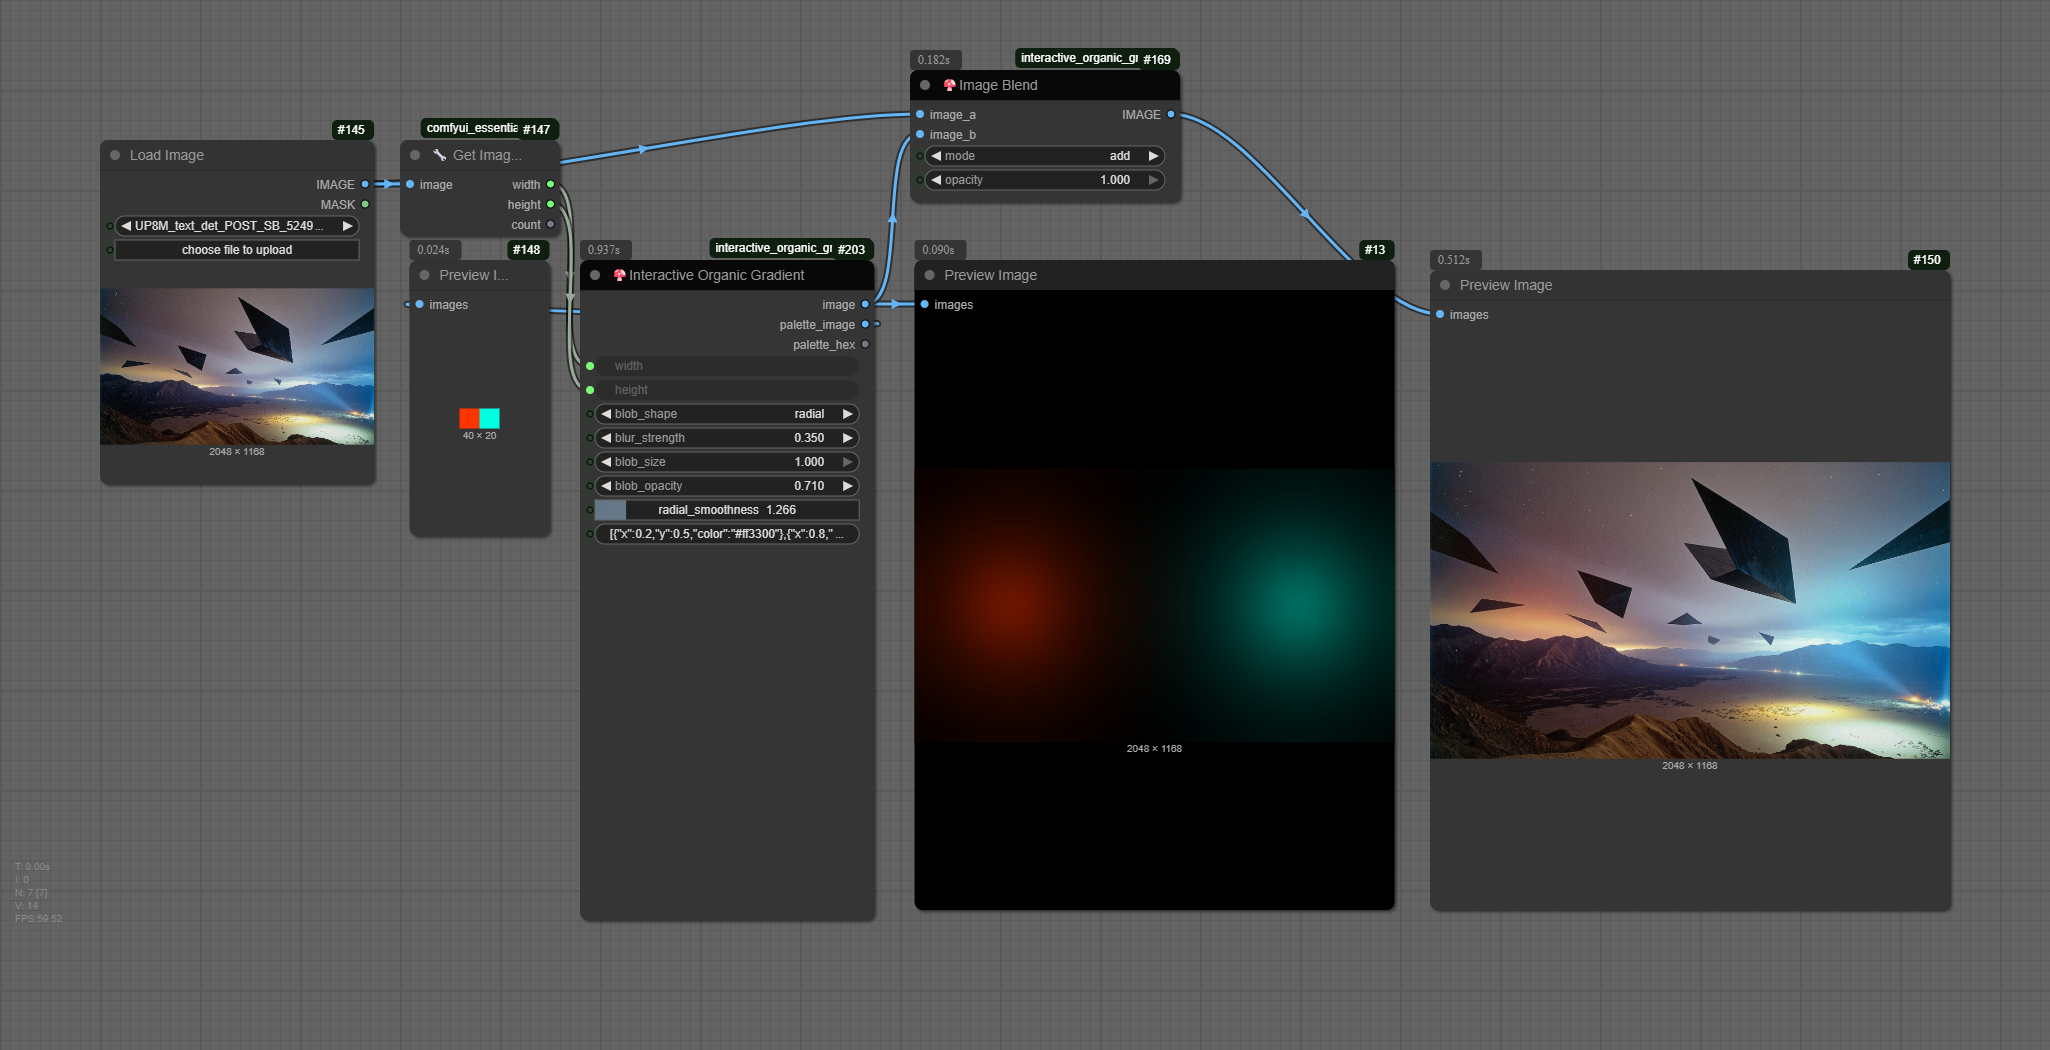 #145
Load Image
IMAGE
MASK
UP8M_text_det_POST_SB_5249...
choose file to upload
2048 × 1168
comfyui_essentia #147
Get Imag...
image width
height
count
0.024s #148
Preview I...
images
40 × 20
0.937s interactive_organic_gr #203
Interactive Organic Gradient
image
palette_image
palette_hex
width
height
blob_shape radial
blur_strength 0.350
blob_size 1.000
blob_opacity 0.710
radial_smoothness 1.266
[{"x":0.2,"y":0.5,"color":"#ff3300"},{"x":0.8," ...
0.182s interactive_organic_gr #169
Image Blend
image_a IMAGE
image_b
mode add
opacity 1.000
0.090s #13
Preview Image
images
2048 × 1168
0.512s #150
Preview Image
images
2048 × 1168
T: 0.00s
I: 0
N: 7 [7]
V: 14
FPS:59.52